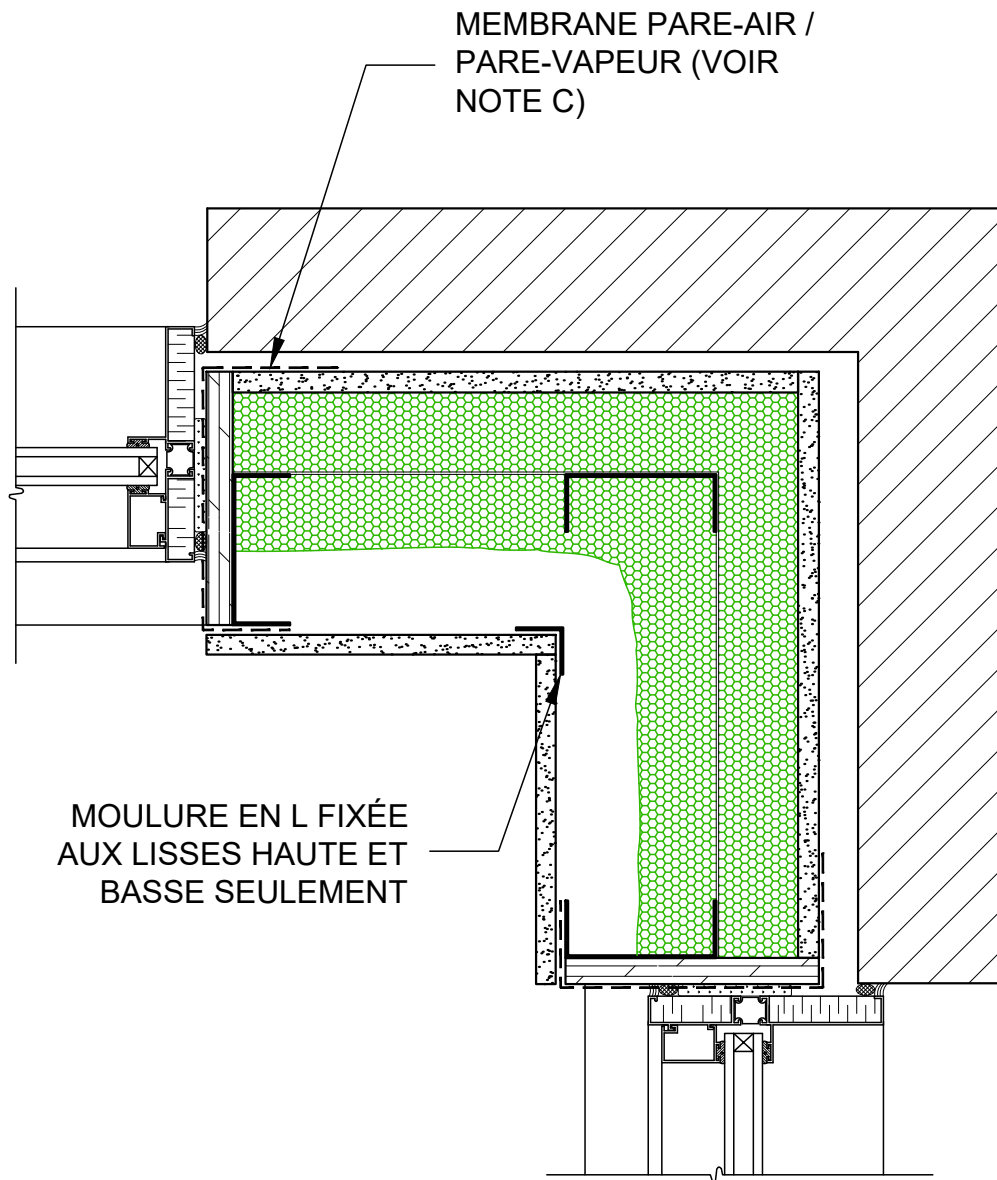 MEMBRANE PARE-AIR /
PARE-VAPEUR (VOIR
NOTE C)
MOULURE EN L FIXÉE
AUX LISSES HAUTE ET
BASSE SEULEMENT